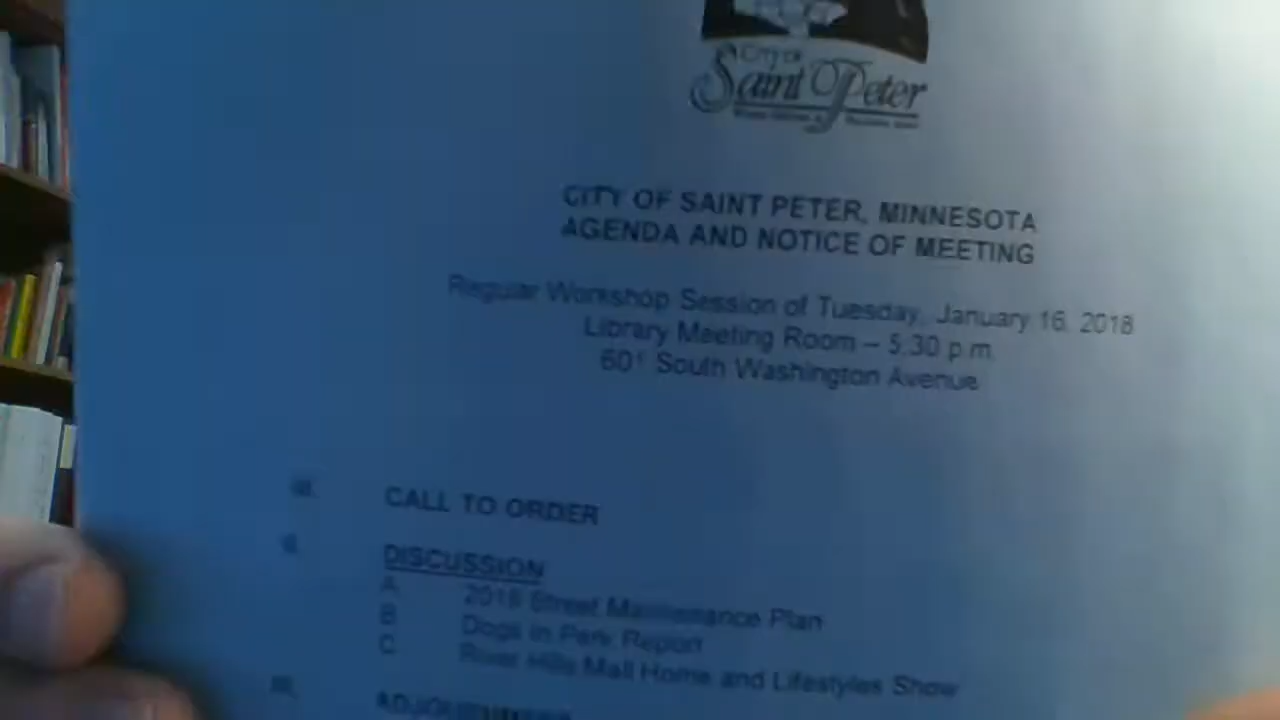 CITY OF
Saint Peter
CITY OF SAINT PETER, MINNESOTA
AGENDA AND NOTICE OF MEETING
Regular Workshop Session of Tuesday, January 16, 2018
Library Meeting Room – 5:30 p.m.
601 South Washington Avenue
CALL TO ORDER
DISCUSSION
A 2018 Street Maintenance Plan
B Dogs in Park Report
C River Hills Mall Home and Lifestyles Show
ADJOURNMENT